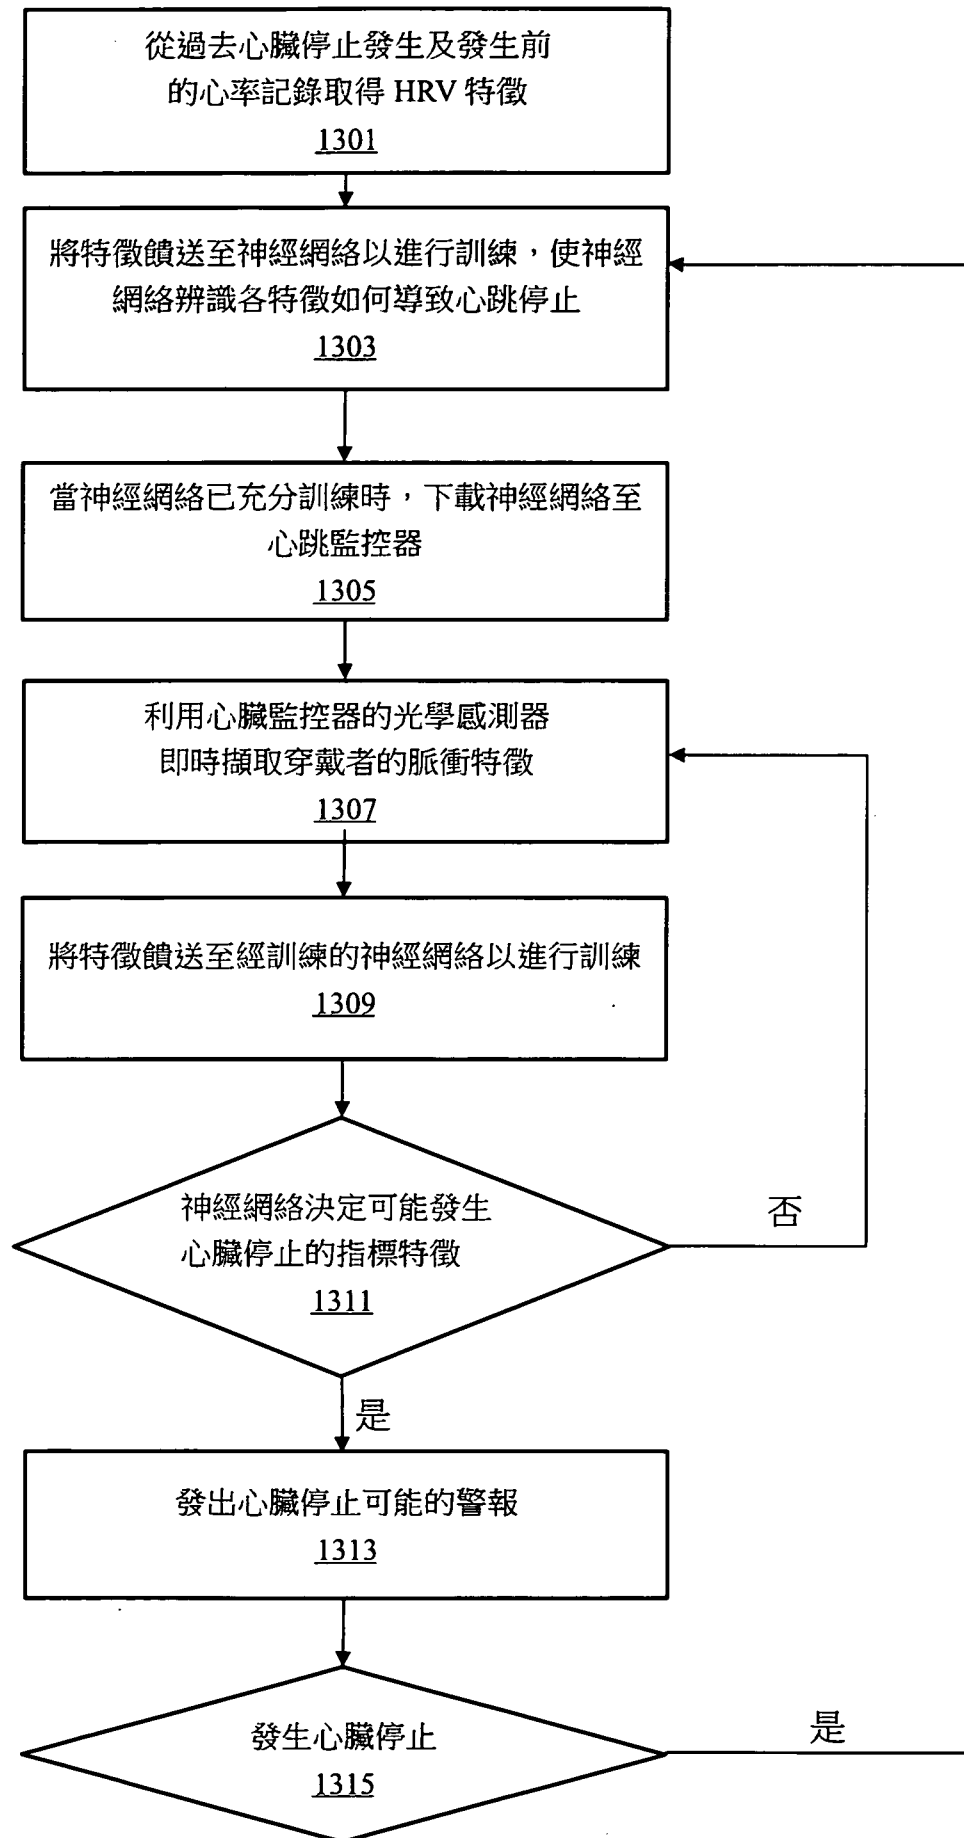 從過去心臟停止發生及發生前
的心率記錄取得 HRV 特徵
1301
將特徵饋送至神經網絡以進行訓練，使神經
網絡辨識各特徵如何導致心跳停止
1303
當神經網絡已充分訓練時，下載神經網絡至
心跳監控器
1305
利用心臟監控器的光學感測器
即時擷取穿戴者的脈衝特徵
1307
將特徵饋送至經訓練的神經網絡以進行訓練
1309
神經網絡決定可能發生
心臟停止的指標特徵
1311
否
是
發出心臟停止可能的警報
1313
發生心臟停止
1315
是